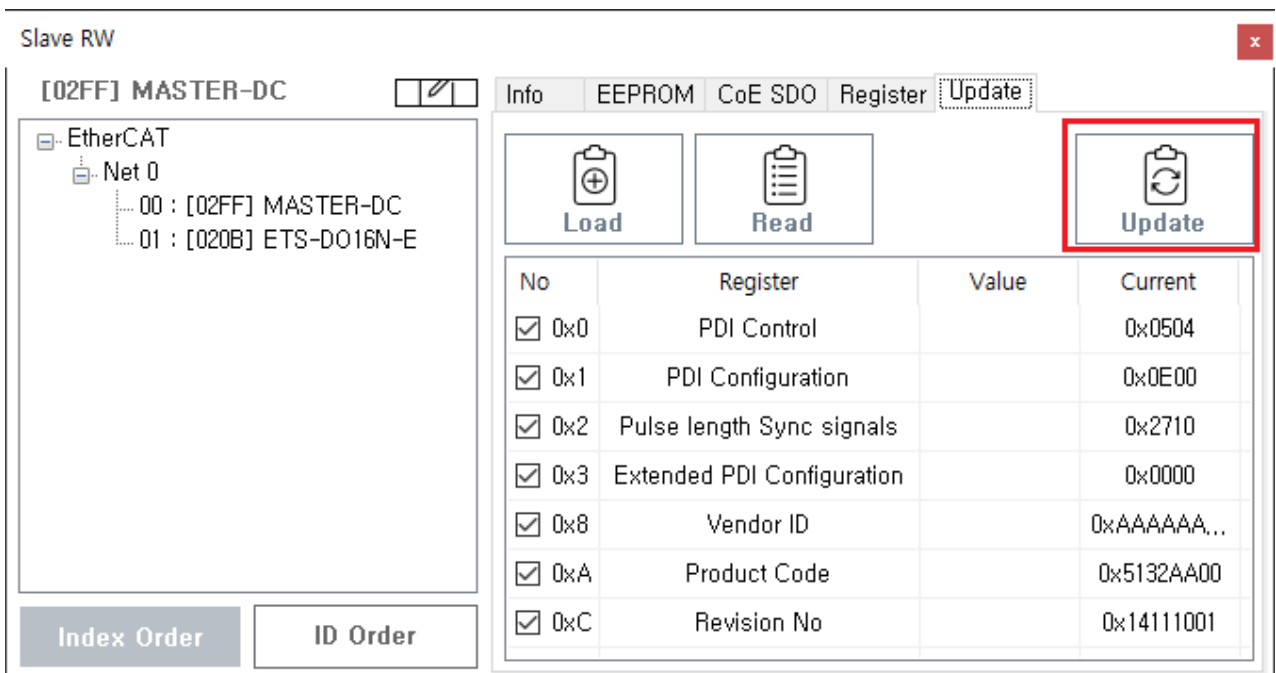 Slave RW
x
[02FF] MASTER-DC
Info EEPROM CoE SDO Register Update
EtherCAT
Net 0
00 : [02FF] MASTER-DC
01 : [020B] ETS-DO16N-E
Load Read Update
No Register Value Current
0x0 PDI Control 0x0504
0x1 PDI Configuration 0x0E00
0x2 Pulse length Sync signals 0x2710
0x3 Extended PDI Configuration 0x0000
0x8 Vendor ID 0xAAAAAA...
0xA Product Code 0x5132AA00
0xC Revision No 0x14111001
Index Order ID Order